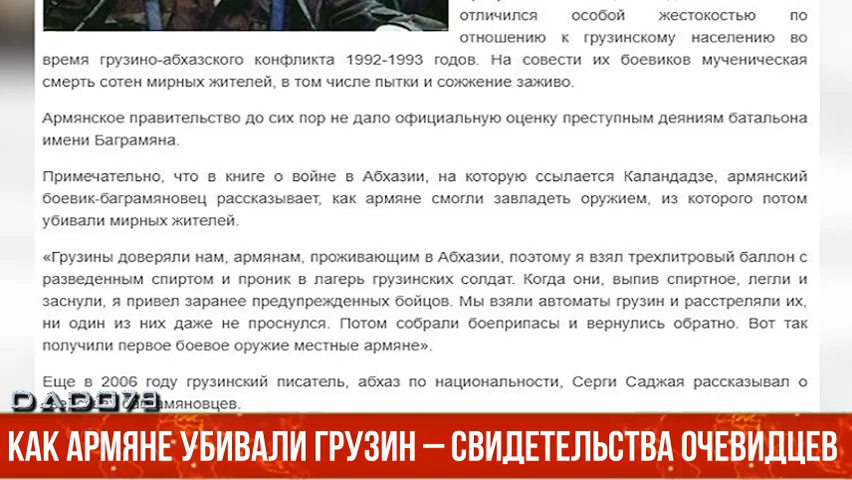 отличился особой жестокостью по
отношению к грузинскому населению во
время грузино-абхазского конфликта 1992-1993 годов. На совести их боевиков мученическая
смерть сотен мирных жителей, в том числе пытки и сожжение заживо.
Армянское правительство до сих пор не дало официальную оценку преступным деяниям батальона
имени Баграмяна.
Примечательно, что в книге о войне в Абхазии, на которую ссылается Каландадзе, армянский
боевик-баграмяновец рассказывает, как армяне смогли завладеть оружием, из которого потом
убивали мирных жителей.
«Грузины доверяли нам, армянам, проживающим в Абхазии, поэтому я взял трехлитровый баллон с
разведенным спиртом и проник в лагерь грузинских солдат. Когда они, выпив спиртное, легли и
заснули, я привел заранее предупрежденных бойцов. Мы взяли автоматы грузин и расстреляли их,
ни один из них даже не проснулся. Потом собрали боеприпасы и вернулись обратно. Вот так
получили первое боевое оружие местные армяне».
Еще в 2006 году грузинский писатель, абхаз по национальности, Серги Саджая рассказывал о
DADO73
КАК АРМЯНЕ УБИВАЛИ ГРУЗИН – СВИДЕТЕЛЬСТВА ОЧЕВИДЦЕВ